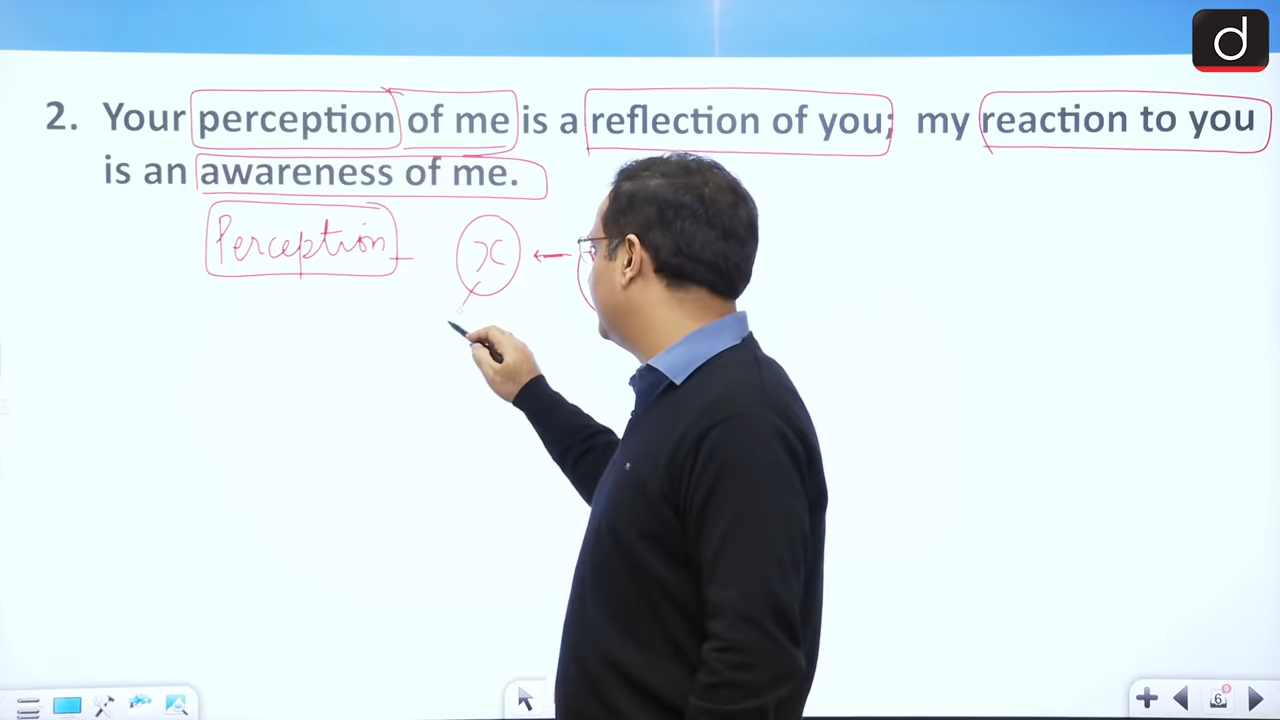 d
2. Your perception of me is a reflection of you; my reaction to you
is an awareness of me.
Perception
x
6